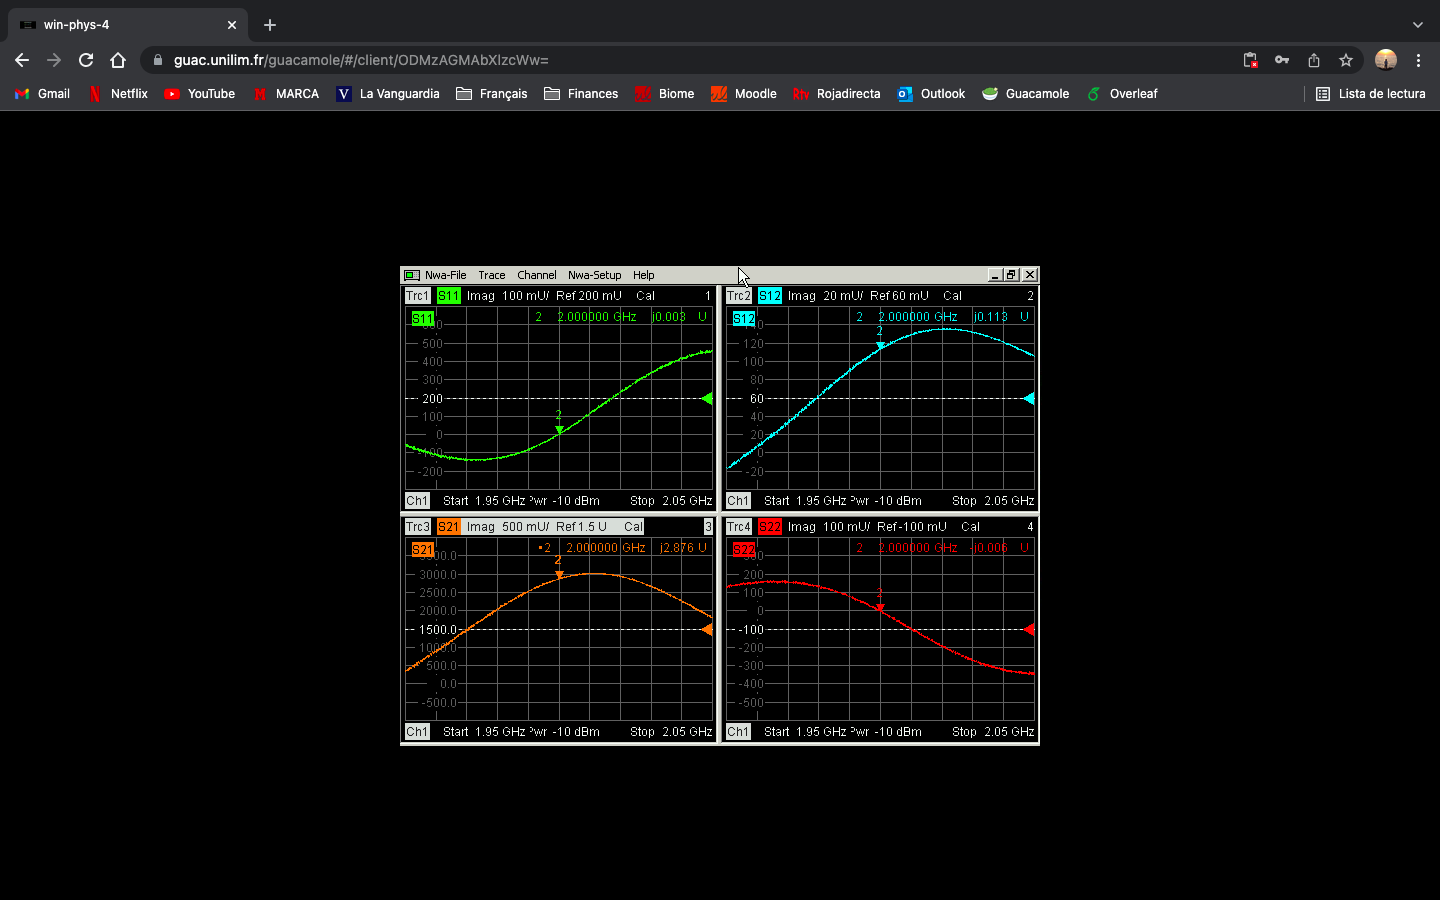 win-phys-4
guac.unilim.fr/guacamole/#/client/ODMzAGMAbXIzcWw=
Gmail Netflix YouTube MARCA La Vanguardia Français Finances Biome Moodle Rojadirecta Outlook Guacamole Overleaf Lista de lectura
Nwa-File Trace Channel Nwa-Setup Help
Trc1 S11 Imag 100 mU/ Ref 200 mU Cal 1
S11 2 2.000000 GHz j0.003 U
2
500
400
300
200
100
0
-100
-200
Ch1 Start 1.95 GHz Pwr -10 dBm Stop 2.05 GHz
Trc2 S12 Imag 20 mU/ Ref 60 mU Cal 2
S12 2 2.000000 GHz j0.113 U
2
120
100
80
60
40
20
0
-20
Ch1 Start 1.95 GHz Pwr -10 dBm Stop 2.05 GHz
Trc3 S21 Imag 500 mU/ Ref 1.5 U Cal 3
S21 •2 2.000000 GHz j2.876 U
2
3000.0
2500.0
2000.0
1500.0
1000.0
500.0
0.0
-500.0
Ch1 Start 1.95 GHz Pwr -10 dBm Stop 2.05 GHz
Trc4 S22 Imag 100 mU/ Ref -100 mU Cal 4
S22 2 2.000000 GHz -j0.006 U
2
200
100
0
-100
-200
-300
-400
-500
Ch1 Start 1.95 GHz Pwr -10 dBm Stop 2.05 GHz